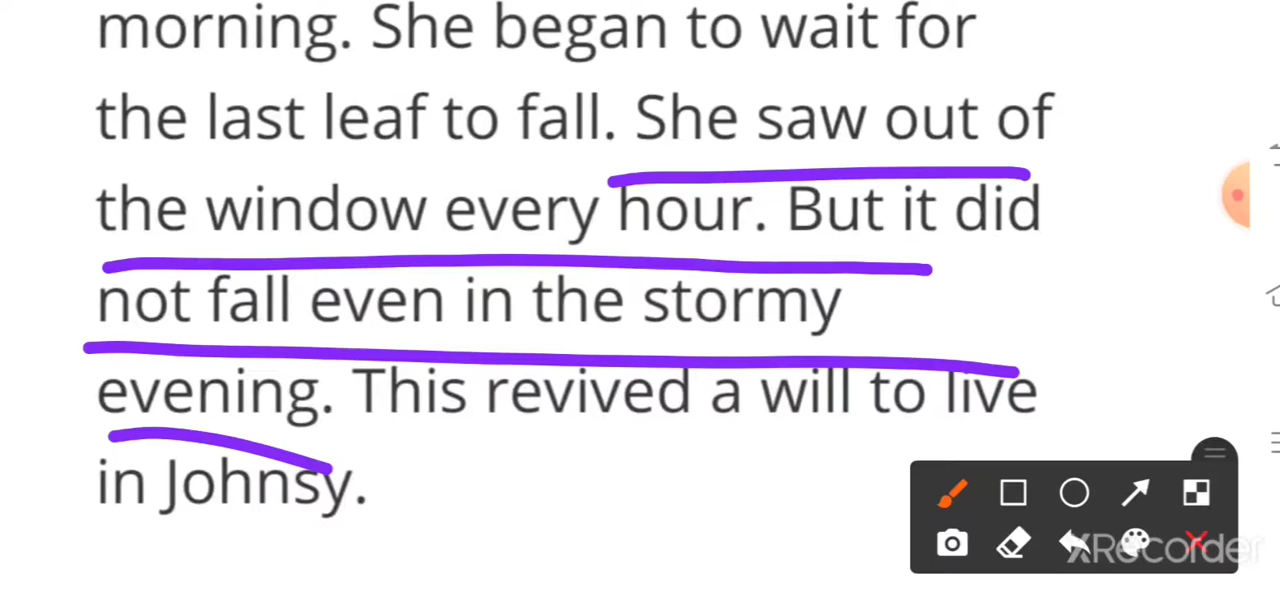 morning. She began to wait for
the last leaf to fall. She saw out of
the window every hour. But it did
not fall even in the stormy
evening. This revived a will to live
in Johnsy.
XRecorder